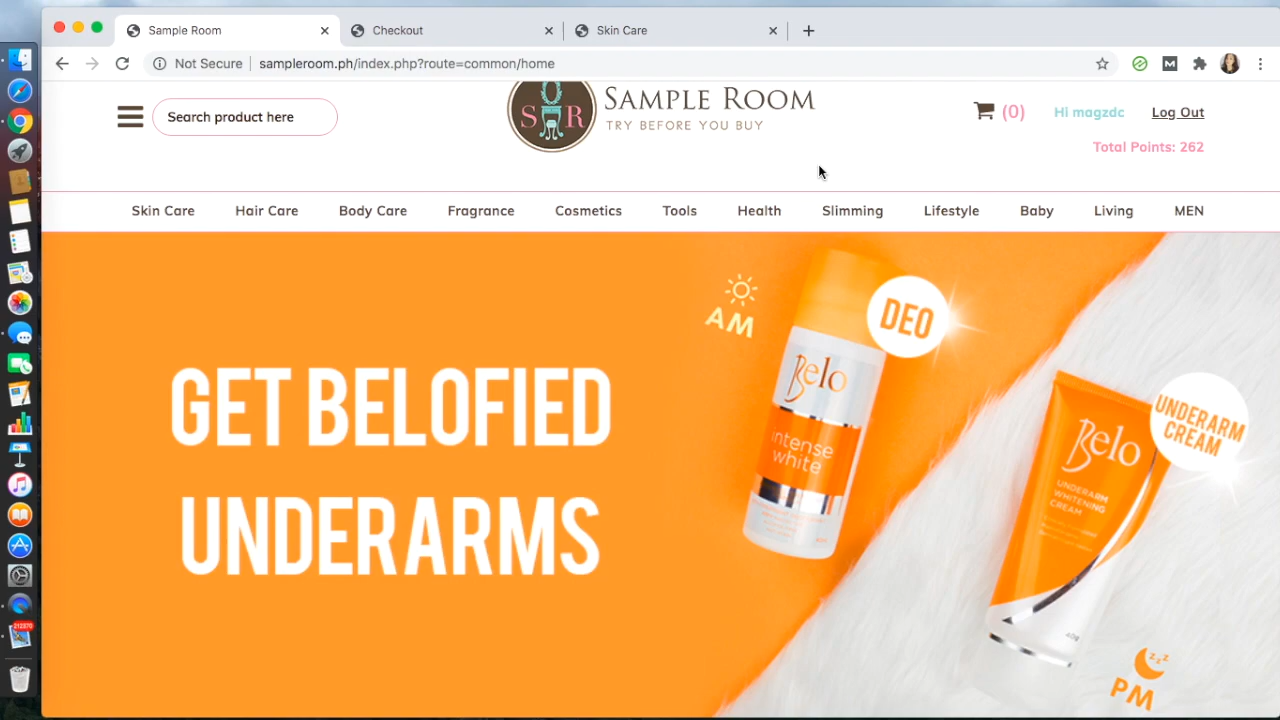 Sample Room
Checkout
Skin Care
Not Secure
sampleroom.ph/index.php?route=common/home
M
Search product here
S R
SAMPLE ROOM
TRY BEFORE YOU BUY
(0)
Hi magzdc
Log Out
Total Points: 262
Skin Care
Hair Care
Body Care
Fragrance
Cosmetics
Tools
Health
Slimming
Lifestyle
Baby
Living
MEN
GET BELOFIED
UNDERARMS
AM
DEO
Belo
intense
white
UNDERARM
CREAM
Belo
UNDERARM
WHITENING
CREAM
40g
zzz
PM